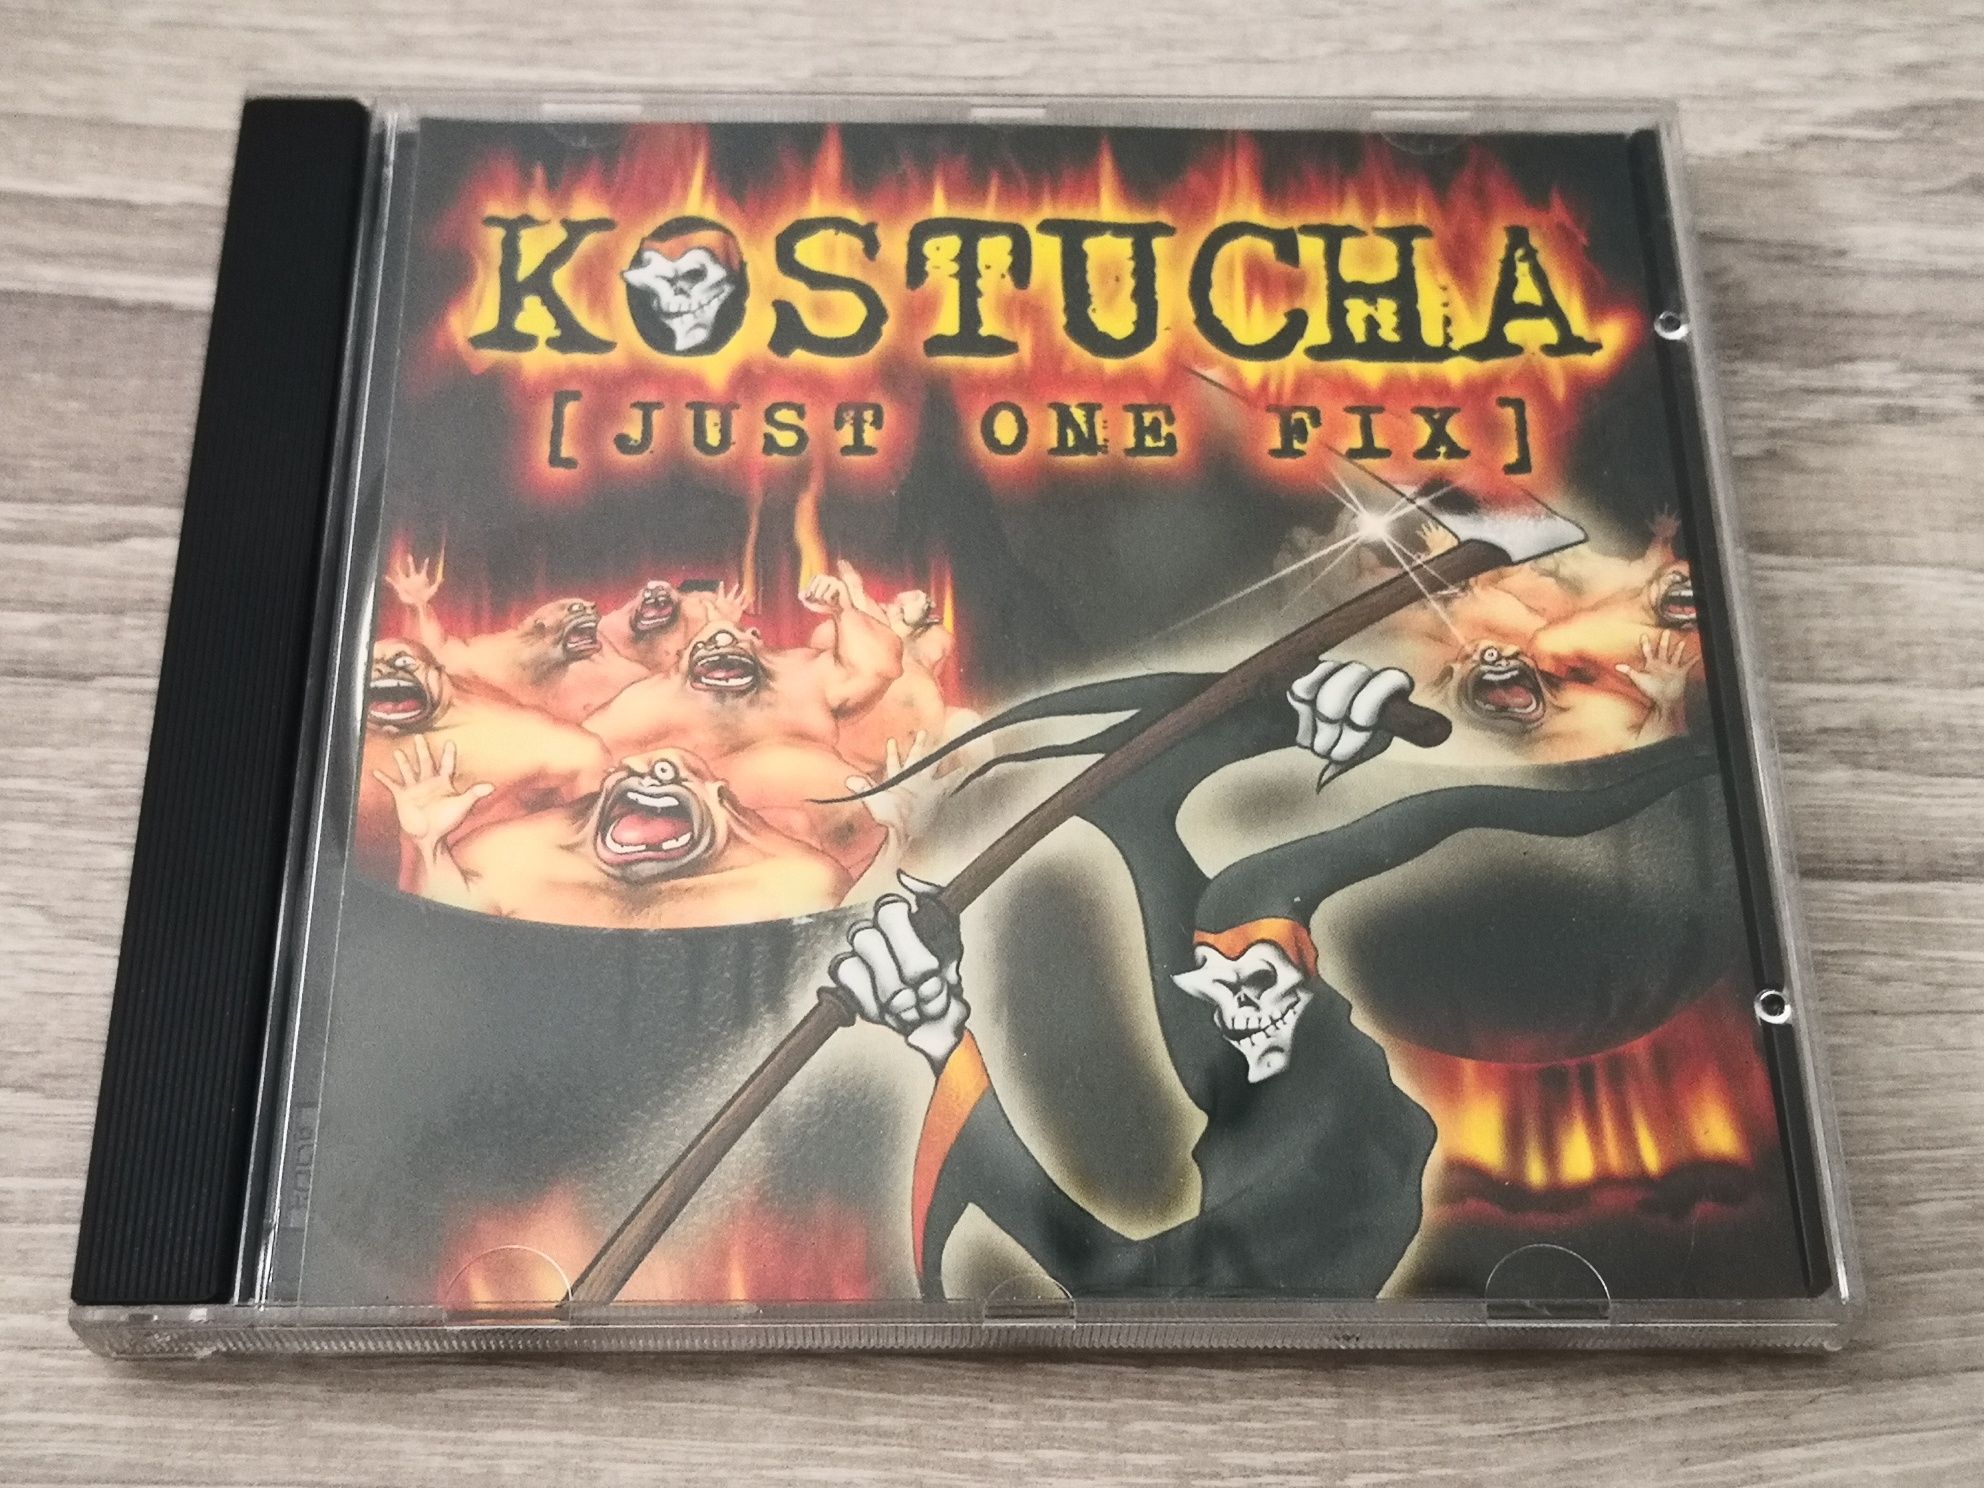 KOSTUCHA
[JUST ONE FIX]